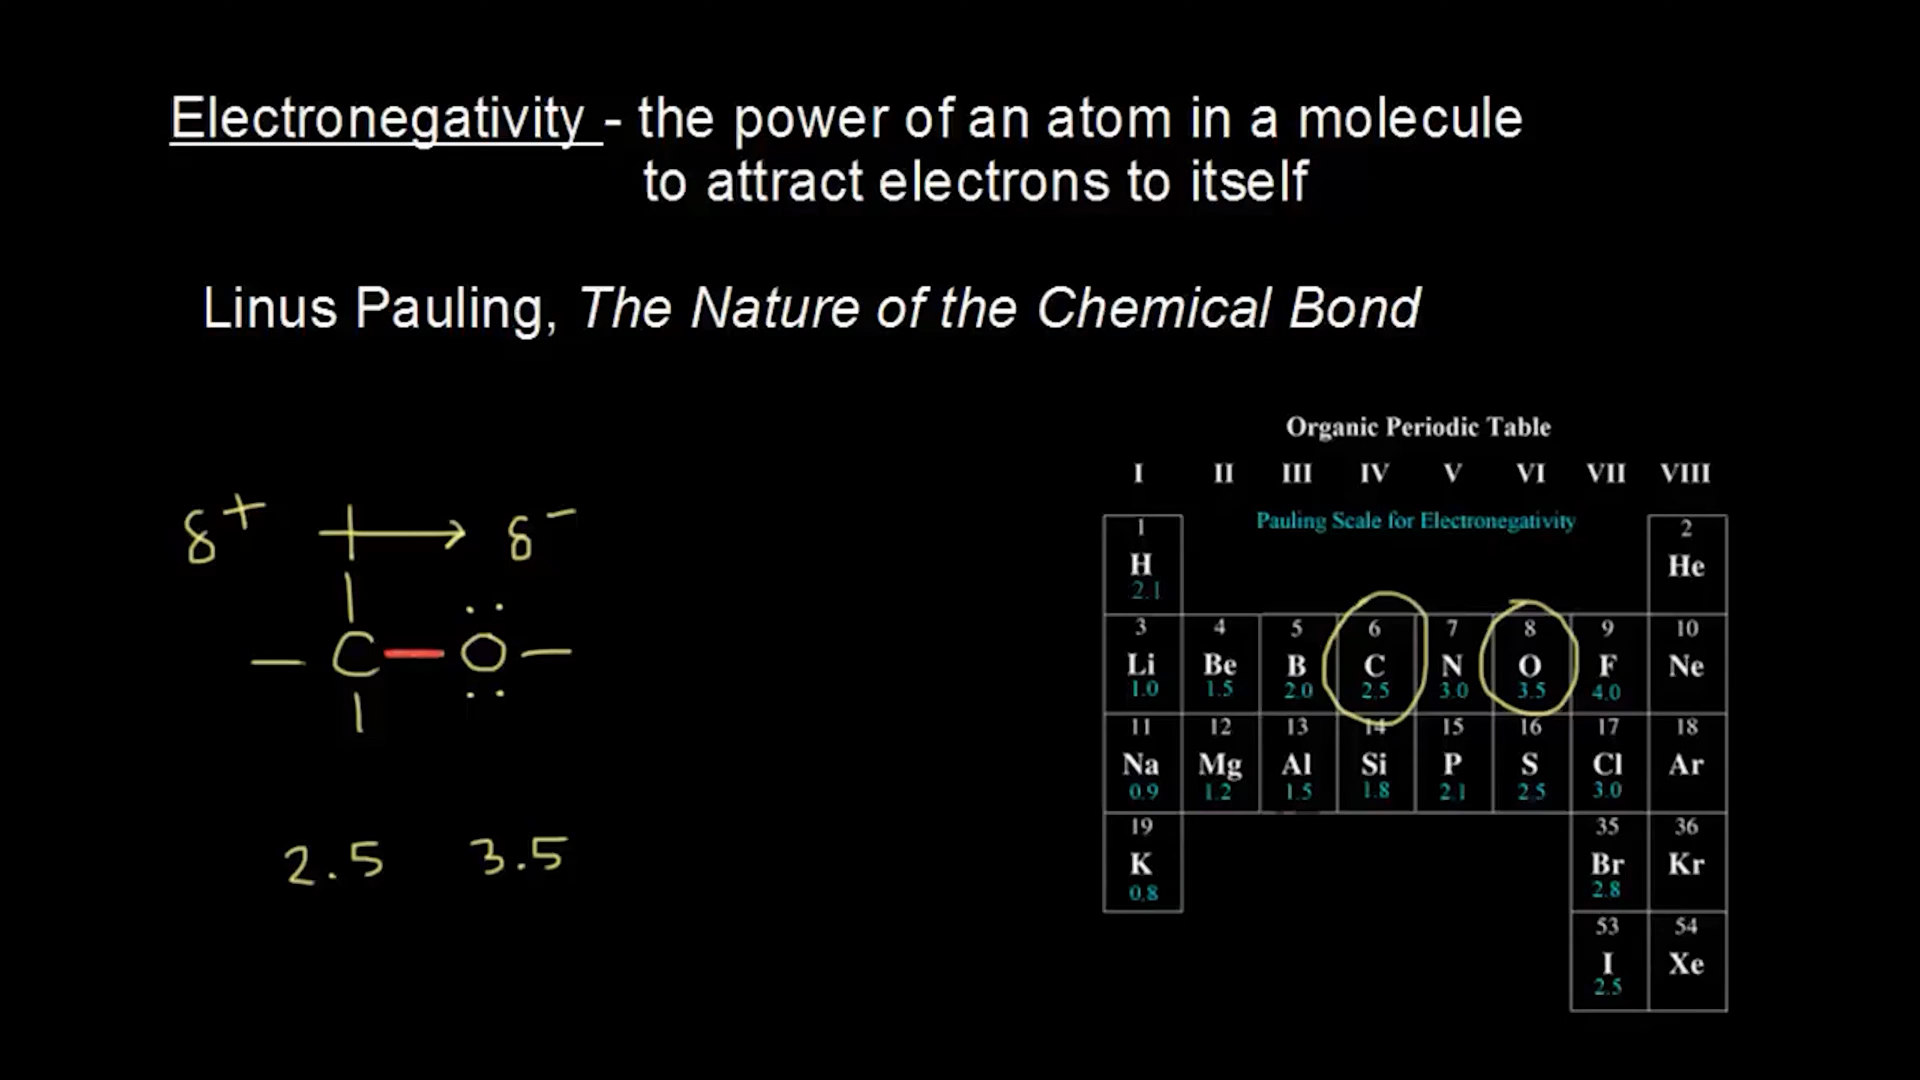 Electronegativity - the power of an atom in a molecule
to attract electrons to itself
Linus Pauling, The Nature of the Chemical Bond
δ+ δ-
C O
2.5 3.5
Organic Periodic Table
I II III IV V VI VII VIII
Pauling Scale for Electronegativity
1 2
H He
2.1
3 4 5 6 7 8 9 10
Li Be B C N O F Ne
1.0 1.5 2.0 2.5 3.0 3.5 4.0
11 12 13 14 15 16 17 18
Na Mg Al Si P S Cl Ar
0.9 1.2 1.5 1.8 2.1 2.5 3.0
19 35 36
K Br Kr
0.8 2.8
53 54
I Xe
2.5